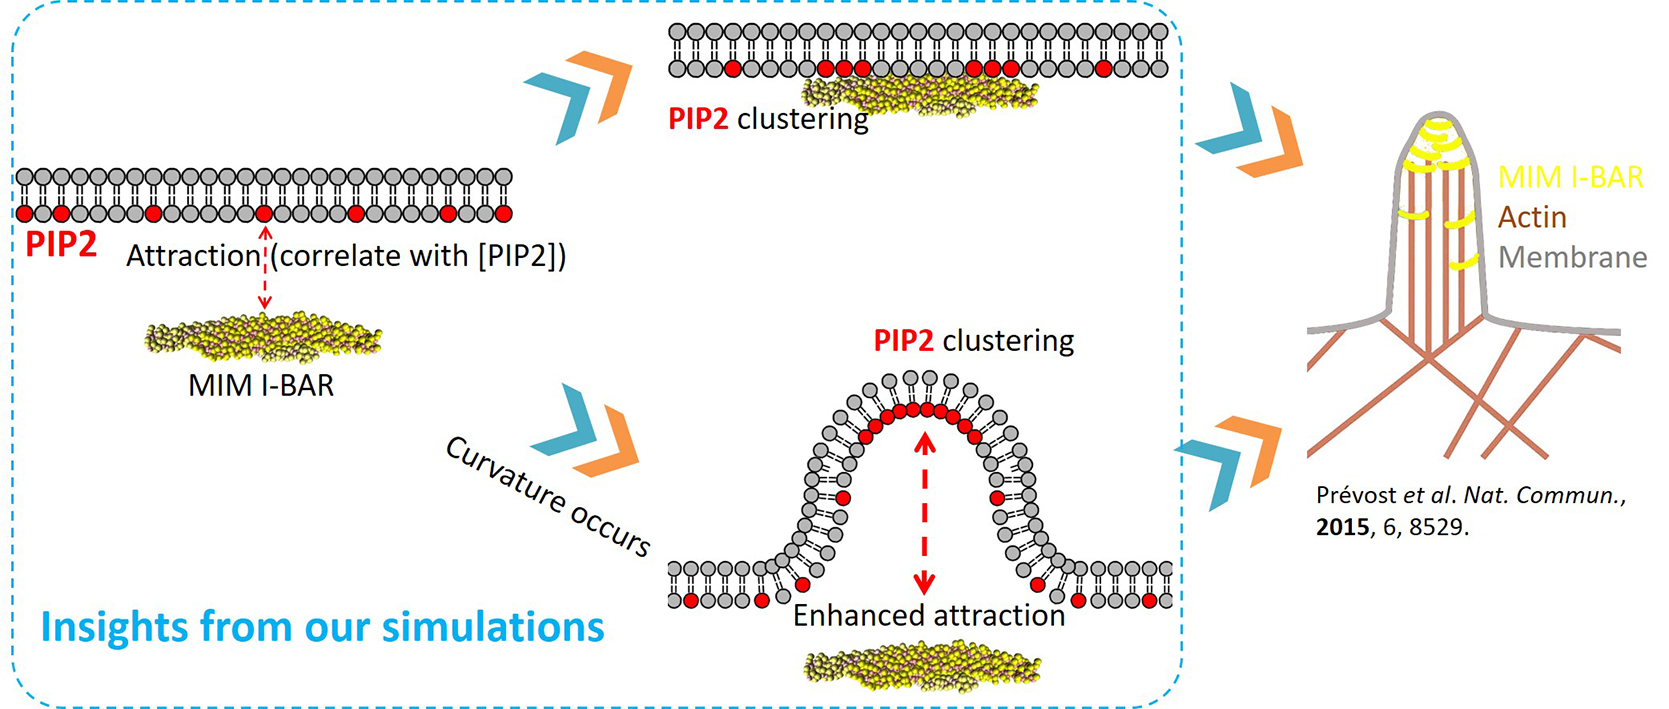 PIP2 clustering
PIP2
Attraction (correlate with [PIP2])
MIM I-BAR
Curvature occurs
PIP2 clustering
Enhanced attraction
Insights from our simulations
MIM I-BAR
Actin
Membrane
Prévost et al. Nat. Commun.,
2015, 6, 8529.